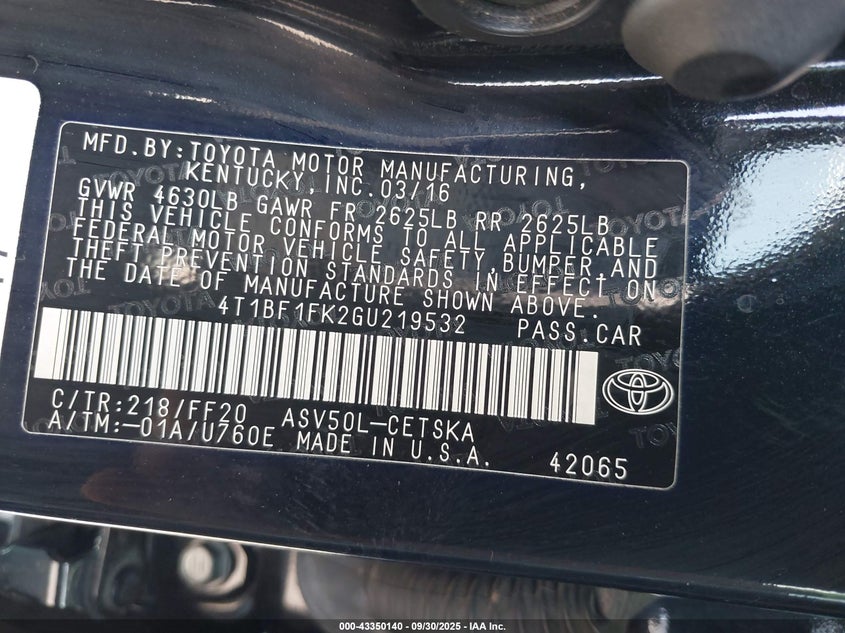 MFD.BY:TOYOTA MOTOR MANUFACTURING,
KENTUCKY,INC.03/16
GVWR 4630LB GAWR FR 2625LB RR 2625LB
THIS VEHICLE CONFORMS TO ALL APPLICABLE
FEDERAL MOTOR VEHICLE SAFETY,BUMPER,AND
THEFT PREVENTION STANDARDS IN EFFECT ON
THE DATE OF MANUFACTURE SHOWN ABOVE.
4T1BF1FK2GU219532 PASS.CAR
C/TR:218/FF20 ASV50L-CETSKA
A/TM:-01A/U760E MADE IN U.S.A. 42065
000-43350140 - 09/30/2025 - IAA Inc.